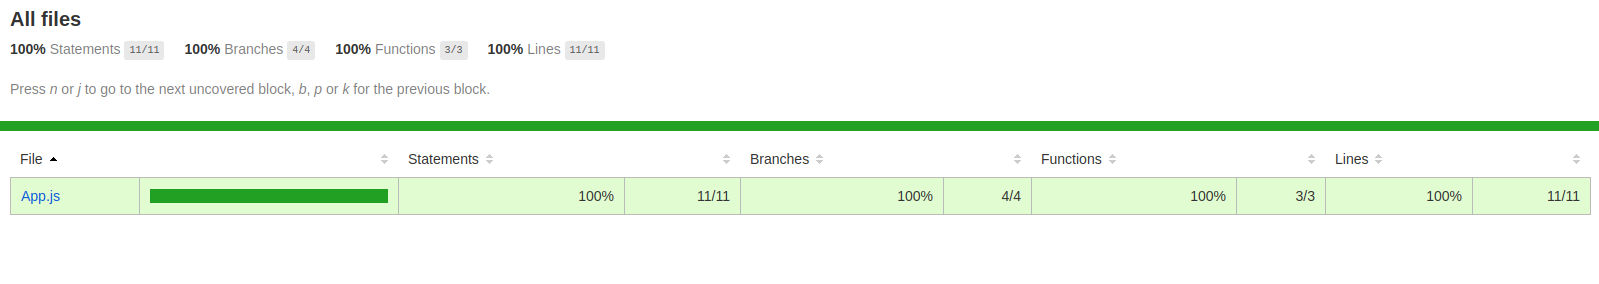 All files
100% Statements 11/11 100% Branches 4/4 100% Functions 3/3 100% Lines 11/11
Press n or j to go to the next uncovered block, b, p or k for the previous block.
File Statements Branches Functions Lines
App.js 100% 11/11 100% 4/4 100% 3/3 100% 11/11